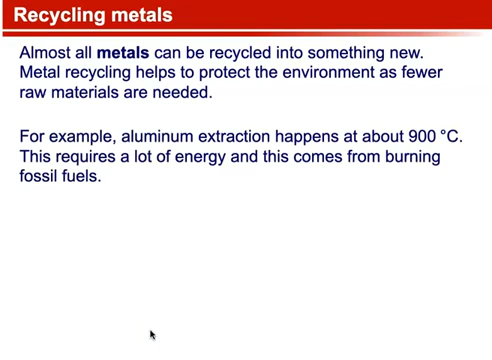 Recycling metals
Almost all metals can be recycled into something new.
Metal recycling helps to protect the environment as fewer
raw materials are needed.
For example, aluminum extraction happens at about 900 °C.
This requires a lot of energy and this comes from burning
fossil fuels.